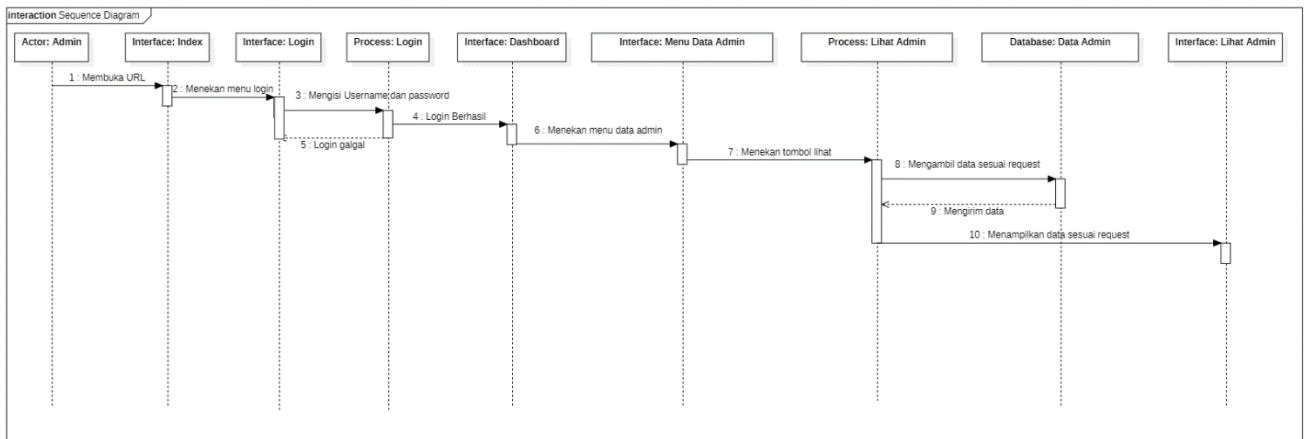 interaction Sequence Diagram
Actor: Admin
Interface: Index
Interface: Login
Process: Login
Interface: Dashboard
Interface: Menu Data Admin
Process: Lihat Admin
Database: Data Admin
Interface: Lihat Admin
1 : Membuka URL
2 : Menekan menu login
3 : Mengisi Username dan password
4 : Login Berhasil
5 : Login galgal
6 : Menekan menu data admin
7 : Menekan tombol lihat
8 : Mengambil data sesuai request
9 : Mengirim data
10 : Menampilkan data sesuai request